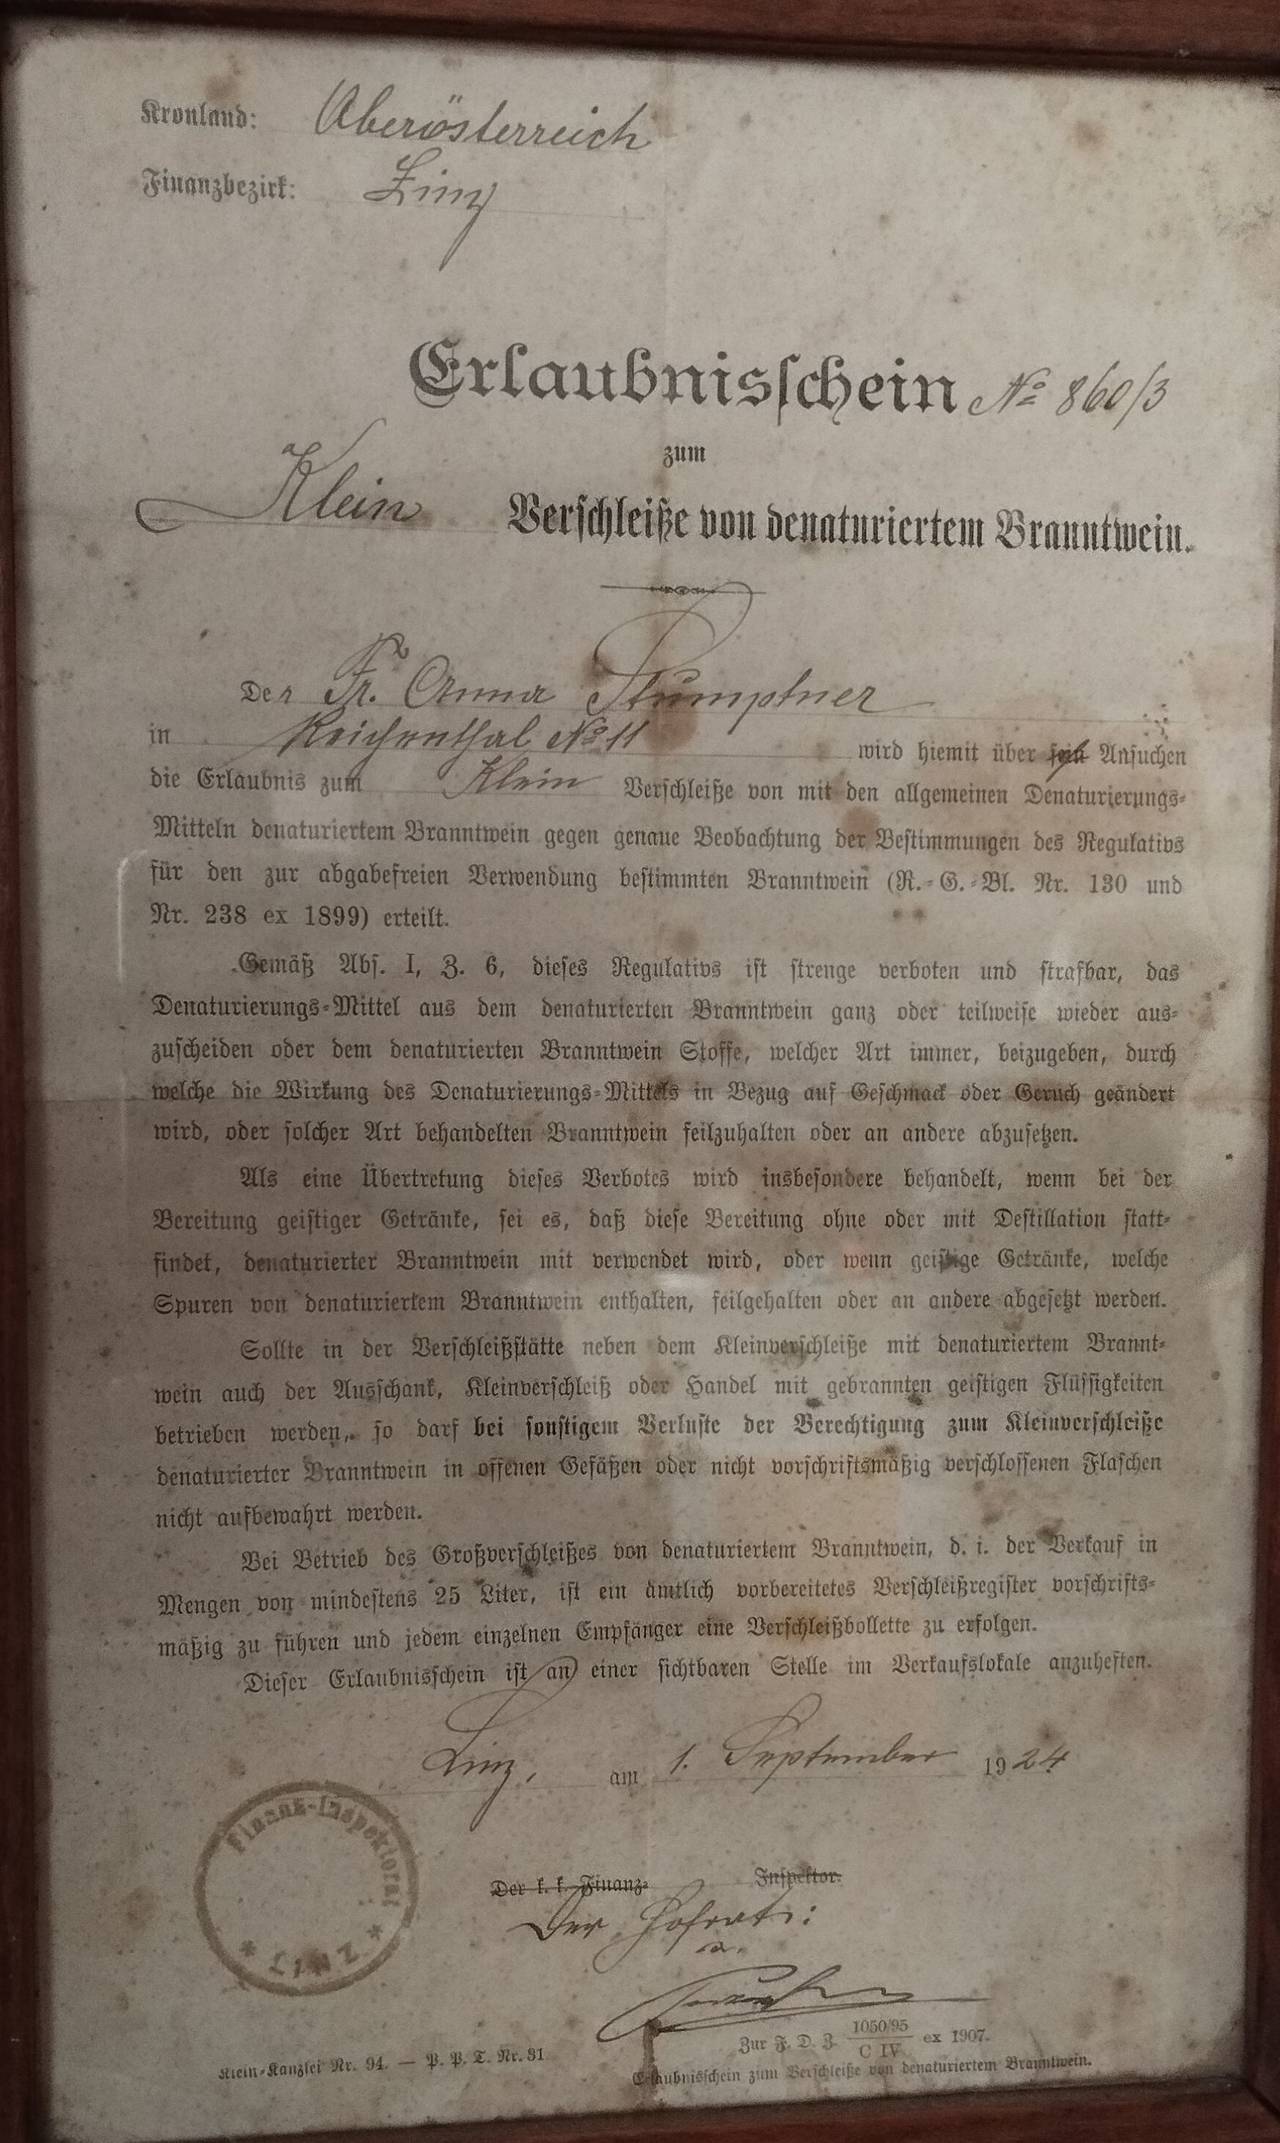 Kronland: Oberösterreich
Finanzbezirk: Linz
Erlaubnisschein No 860/3
zum
Klein Verschleiße von denaturiertem Branntwein.
Der Fr. Anna Stumptner
in Reichenthal No 11 wird hiemit über Ansuchen
die Erlaubnis zum Klein Verschleiße von mit den allgemeinen Denaturierungs-
Mitteln denaturiertem Branntwein gegen genaue Beobachtung der Bestimmungen des Regulativs
für den zur abgabefreien Verwendung bestimmten Branntwein (R.-G.-Bl. Nr. 130 und
Nr. 238 ex 1899) erteilt.
Gemäß Abs. I, Z. 6, dieses Regulativs ist strenge verboten und strafbar, das
Denaturierungs-Mittel aus dem denaturierten Branntwein ganz oder teilweise wieder aus-
zuscheiden oder dem denaturierten Branntwein Stoffe, welcher Art immer, beizugeben, durch
welche die Wirkung des Denaturierungs-Mittels in Bezug auf Geschmack oder Geruch geändert
wird, oder solcher Art behandelten Branntwein feilzuhalten oder an andere abzusetzen.
Als eine Übertretung dieses Verbotes wird insbesondere behandelt, wenn bei der
Bereitung geistiger Getränke, sei es, daß diese Bereitung ohne oder mit Destillation statt-
findet, denaturierter Branntwein mit verwendet wird, oder wenn geistige Getränke, welche
Spuren von denaturiertem Branntwein enthalten, feilgehalten oder an andere abgesetzt werden.
Sollte in der Verschleißstätte neben dem Kleinverschleiße mit denaturiertem Brannt-
wein auch der Ausschank, Kleinverschleiß oder Handel mit gebrannten geistigen Flüssigkeiten
betrieben werden, so darf bei sonstigem Verluste der Berechtigung zum Kleinverschleiße
denaturierter Branntwein in offenen Gefäßen oder nicht vorschriftsmäßig verschlossenen Flaschen
nicht aufbewahrt werden.
Bei Betrieb des Großverschleißes von denaturiertem Branntwein, d. i. der Verkauf in
Mengen von mindestens 25 Liter, ist ein ämtlich vorbereitetes Verschleißregister vorschrifts-
mäßig zu führen und jedem einzelnen Empfänger eine Verschleißbollette zu erfolgen.
Dieser Erlaubnisschein ist an einer sichtbaren Stelle im Verkaufslokale anzuheften.
Linz, am 1. September 1924
Finanz-Inspektorat
* LINZ *
Der k. k. Finanz- Inspektor:
Der Hofrat:
Zur F. D. Z. 1050/95 C IV ex 1907.
Klein-Kanzlei Nr. 94. — P. P. T. Nr. 31
Erlaubnisschein zum Verschleiße von denaturiertem Branntwein.